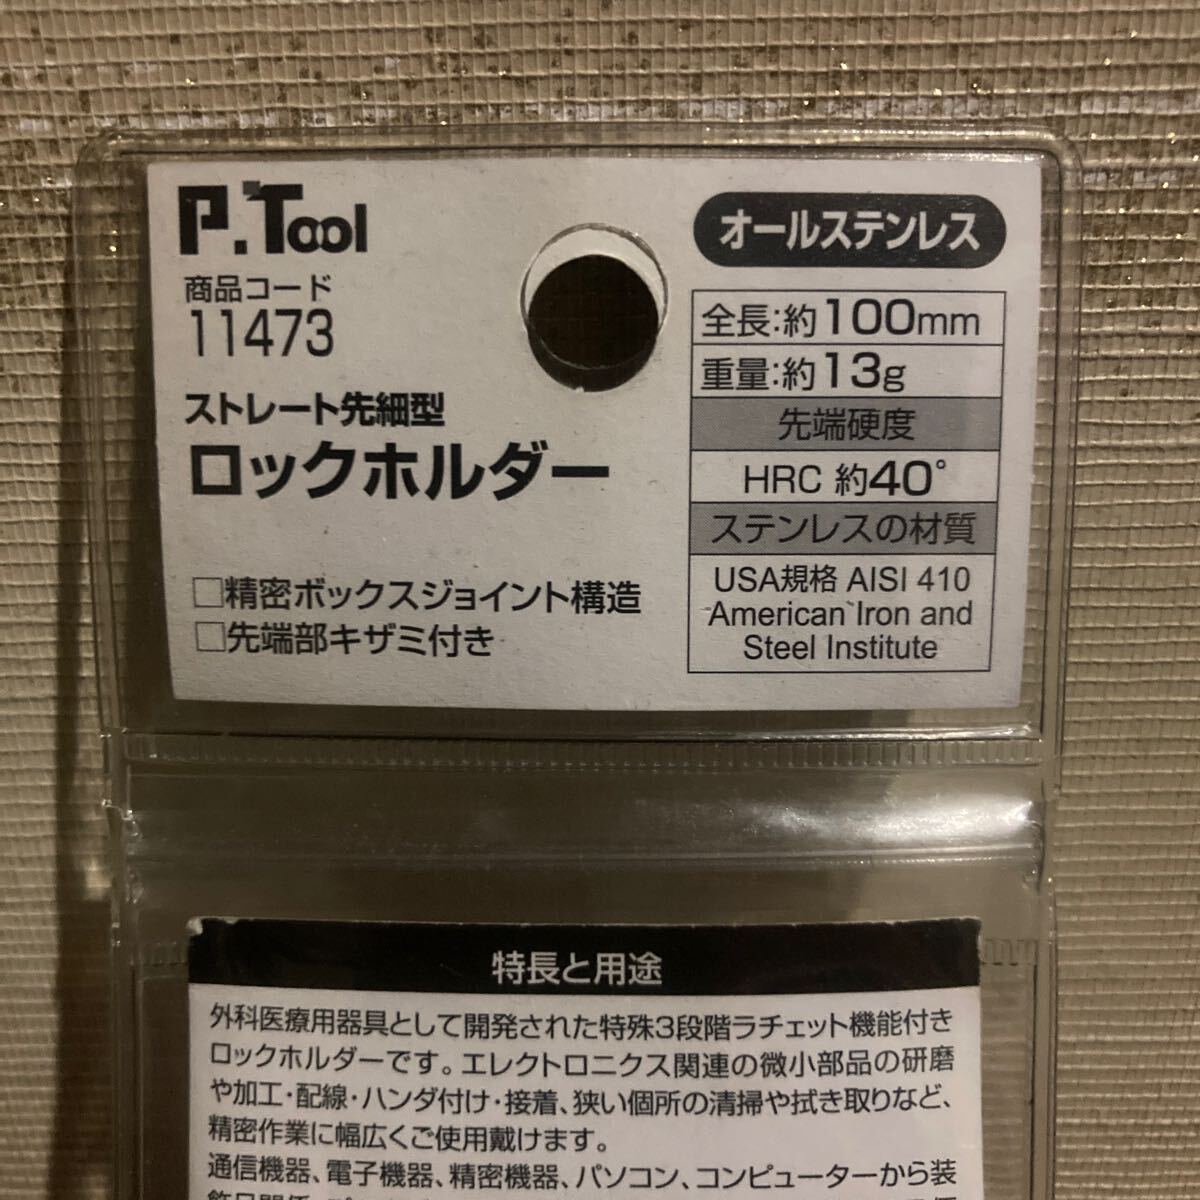 P.Tool
商品コード
11473
ストレート先細型
ロックホルダー
□精密ボックスジョイント構造
□先端部キザミ付き
オールステンレス
全長:約100mm
重量:約13g
先端硬度
HRC 約40°
ステンレスの材質
USA規格 AISI 410
American Iron and
Steel Institute
特長と用途
外科医療用器具として開発された特殊3段階ラチェット機能付き
ロックホルダーです。エレクトロニクス関連の微小部品の研磨
や加工・配線・ハンダ付け・接着、狭い個所の清掃や拭き取りなど、
精密作業に幅広くご使用戴けます。
通信機器、電子機器、精密機器、パソコン、コンピューターから装